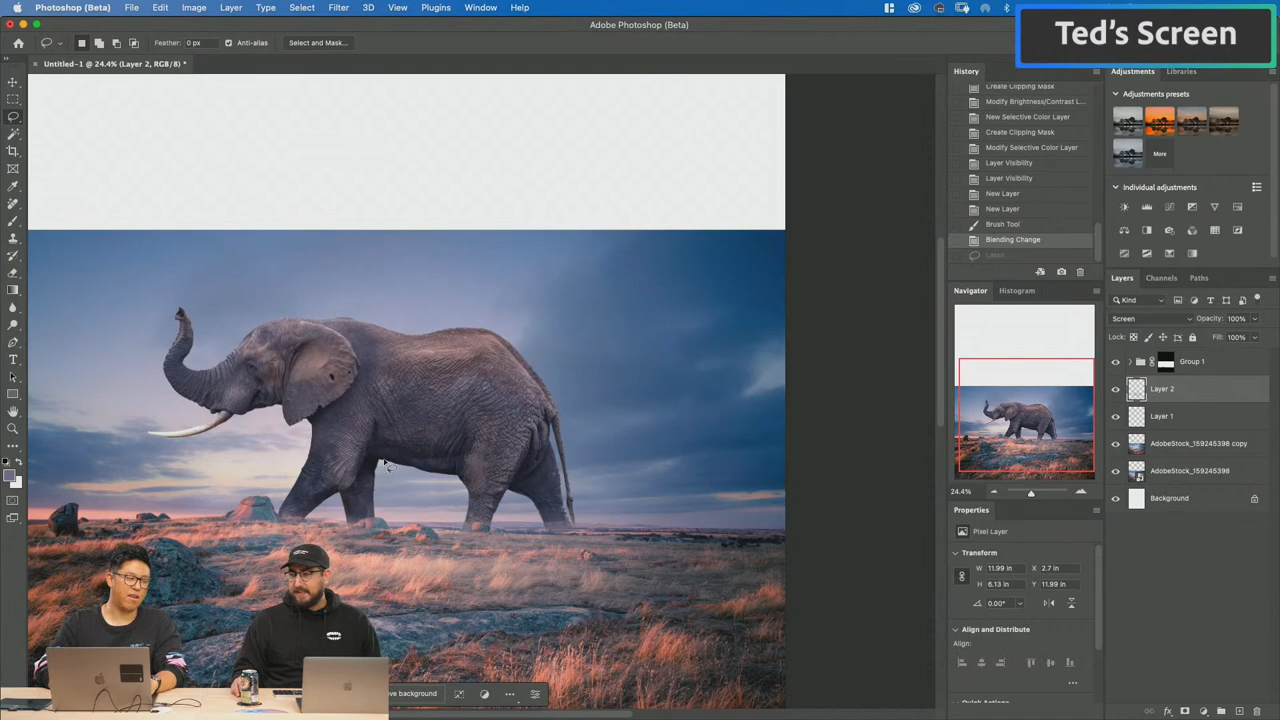 Photoshop (Beta) File Edit Image Layer Type Select Filter 3D View Plugins Window Help
Adobe Photoshop (Beta)
Ted's Screen
Feather: 0 px Anti-alias Select and Mask...
Untitled-1 @ 24.4% (Layer 2, RGB/8) *
History
Create Clipping Mask
Modify Brightness/Contrast L...
New Selective Color Layer
Create Clipping Mask
Modify Selective Color Layer
Layer Visibility
Layer Visibility
New Layer
New Layer
Brush Tool
Blending Change
Lasso
Navigator Histogram
24.4%
Properties
Pixel Layer
Transform
W 11.99 in X 2.7 in
H 6.13 in Y 11.99 in
0.00°
Align and Distribute
Align:
Adjustments Libraries
Adjustments presets
More
Individual adjustments
Layers Channels Paths
Kind
Screen Opacity: 100%
Lock: Fill: 100%
Group 1
Layer 2
Layer 1
AdobeStock_159245398 copy
AdobeStock_159245398
Background
ve background